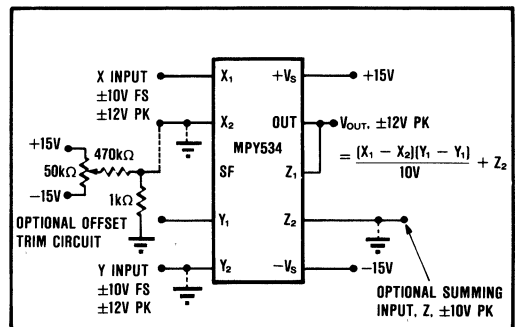 X INPUT
±10V FS
±12V PK
X₁
+Vₛ
+15V
X₂
OUT
V_OUT, ±12V PK
MPY534
= (X₁ − X₂)(Y₁ − Y₁) / 10V + Z₂
+15V
470kΩ
50kΩ
SF
Z₁
−15V
1kΩ
OPTIONAL OFFSET
TRIM CIRCUIT
Y₁
Z₂
Y INPUT
±10V FS
±12V PK
Y₂
−Vₛ
−15V
OPTIONAL SUMMING
INPUT, Z, ±10V PK